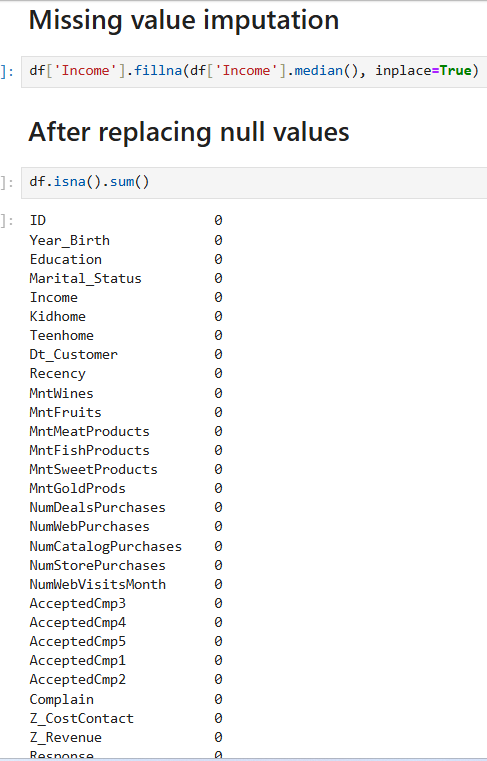 Missing value imputation
]: df['Income'].fillna(df['Income'].median(), inplace=True)
After replacing null values
]: df.isna().sum()
]: ID 0
Year_Birth 0
Education 0
Marital_Status 0
Income 0
Kidhome 0
Teenhome 0
Dt_Customer 0
Recency 0
MntWines 0
MntFruits 0
MntMeatProducts 0
MntFishProducts 0
MntSweetProducts 0
MntGoldProds 0
NumDealsPurchases 0
NumWebPurchases 0
NumCatalogPurchases 0
NumStorePurchases 0
NumWebVisitsMonth 0
AcceptedCmp3 0
AcceptedCmp4 0
AcceptedCmp5 0
AcceptedCmp1 0
AcceptedCmp2 0
Complain 0
Z_CostContact 0
Z_Revenue 0
Response 0